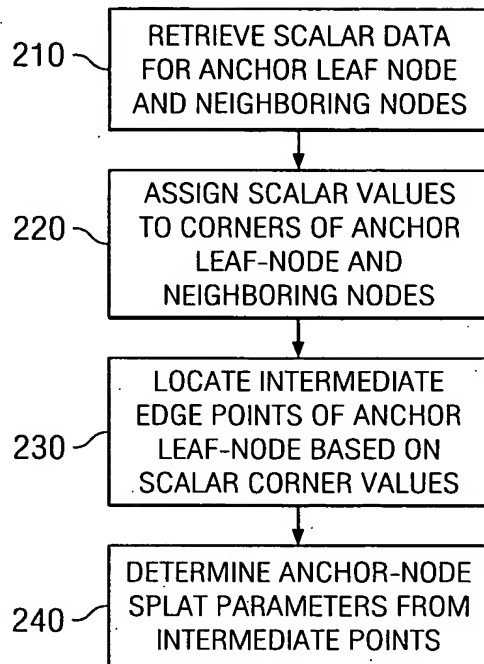 210
RETRIEVE SCALAR DATA
FOR ANCHOR LEAF NODE
AND NEIGHBORING NODES
220
ASSIGN SCALAR VALUES
TO CORNERS OF ANCHOR
LEAF-NODE AND
NEIGHBORING NODES
230
LOCATE INTERMEDIATE
EDGE POINTS OF ANCHOR
LEAF-NODE BASED ON
SCALAR CORNER VALUES
240
DETERMINE ANCHOR-NODE
SPLAT PARAMETERS FROM
INTERMEDIATE POINTS